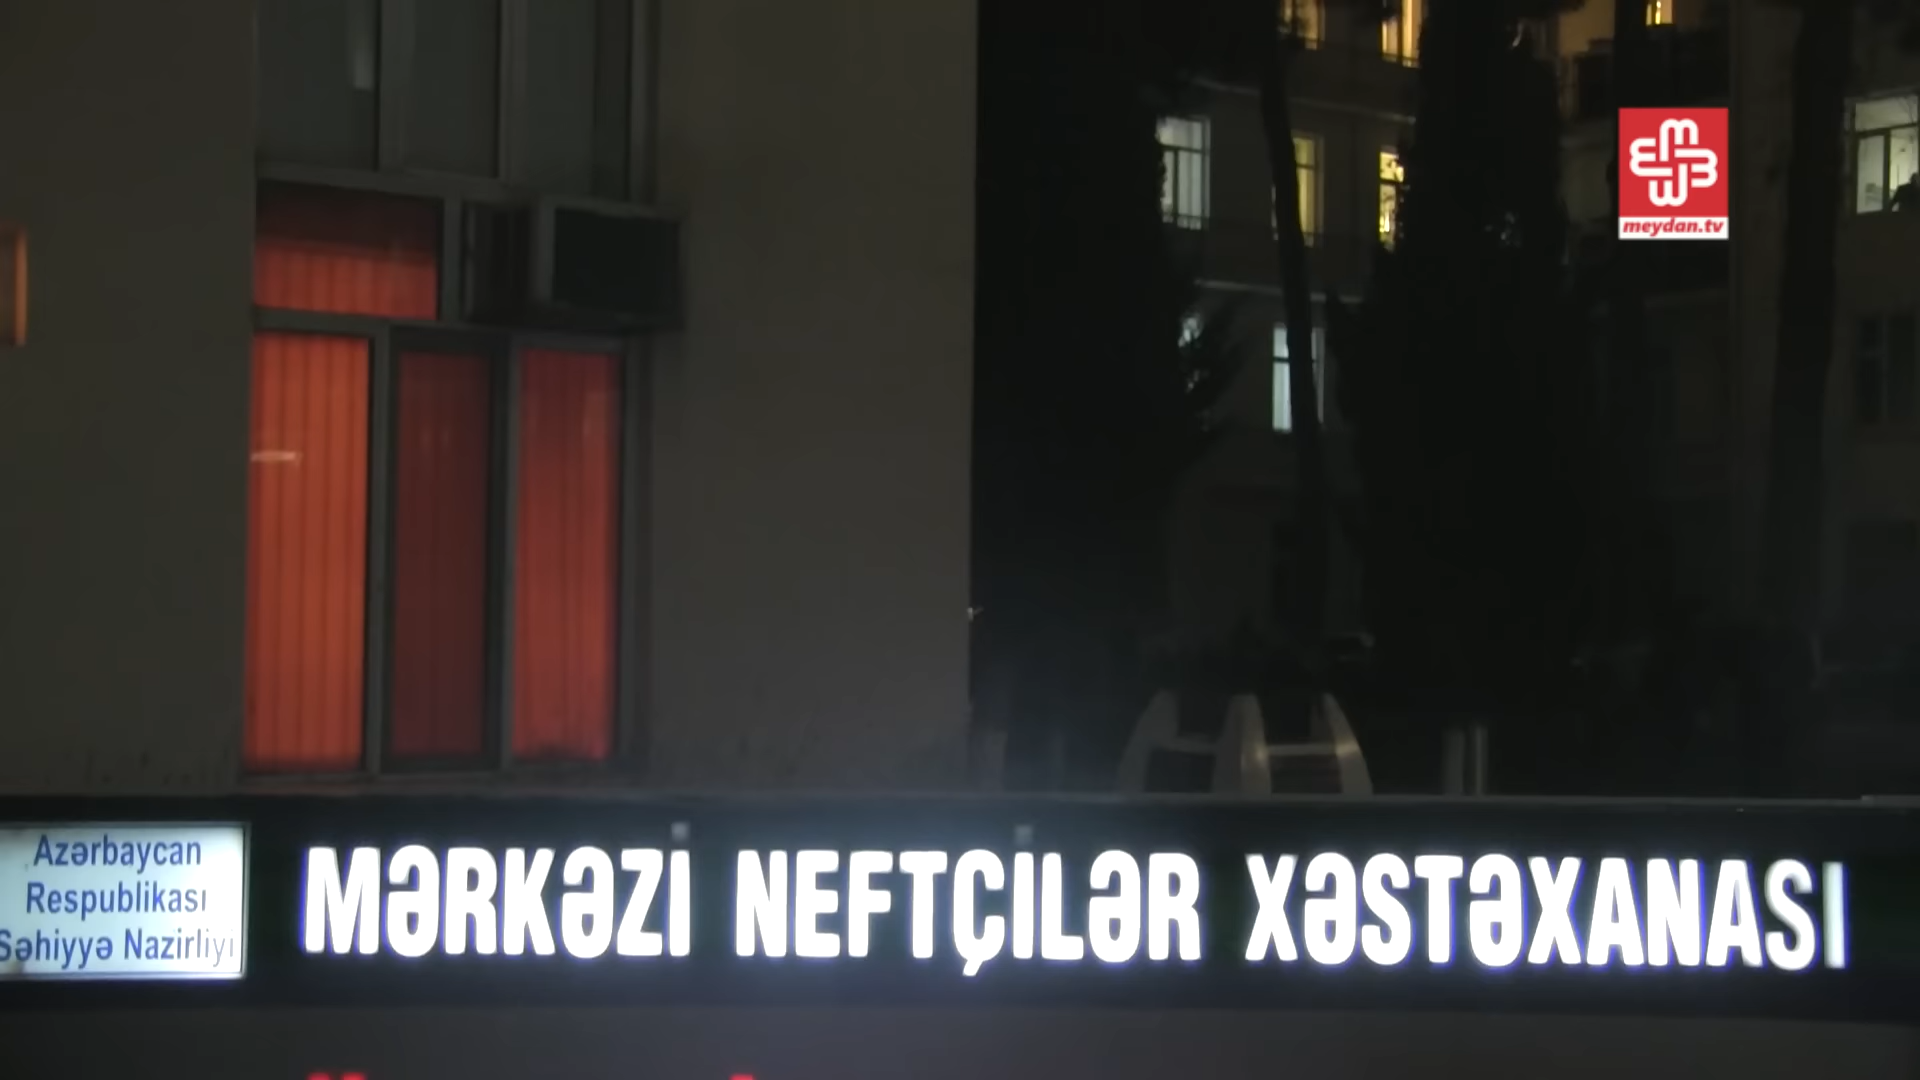 meydan.tv
Azərbaycan
Respublikası
Səhiyyə Nazirliyi
MƏRKƏZİ NEFTÇİLƏR XƏSTƏXANASI